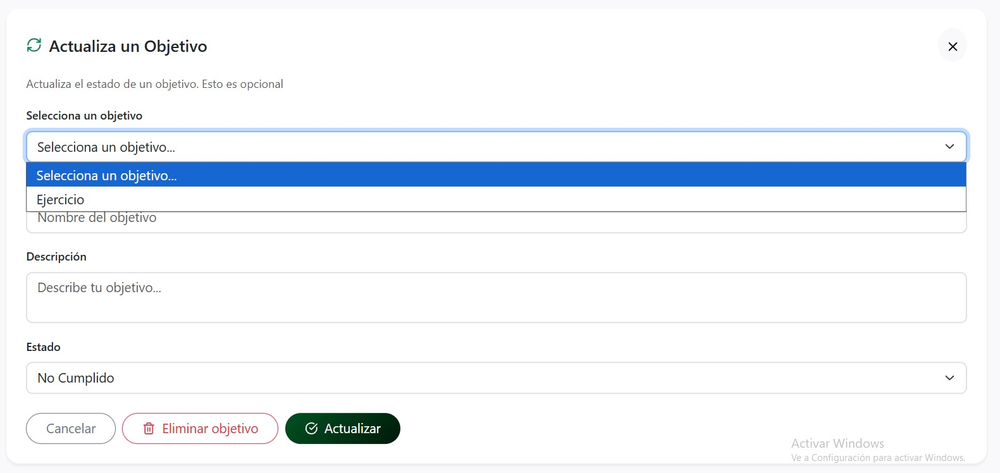 Actualiza un Objetivo
Actualiza el estado de un objetivo. Esto es opcional
Selecciona un objetivo
Selecciona un objetivo...
Selecciona un objetivo...
Ejercicio
Nombre del objetivo
Descripción
Describe tu objetivo...
Estado
No Cumplido
Cancelar
Eliminar objetivo
Actualizar
Activar Windows
Ve a Configuración para activar Windows.